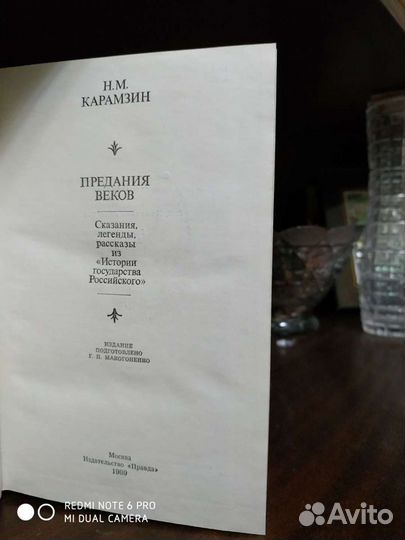 Н.М.
КАРАМЗИН
ПРЕДАНИЯ
ВЕКОВ
Сказания,
легенды,
рассказы
из
«Истории
государства
Российского»
ИЗДАНИЕ
ПОДГОТОВЛЕНО
Г. П. МАКОГОНЕНКО
Москва
Издательство «Правда»
1989
REDMI NOTE 6 PRO
MI DUAL CAMERA
Avito